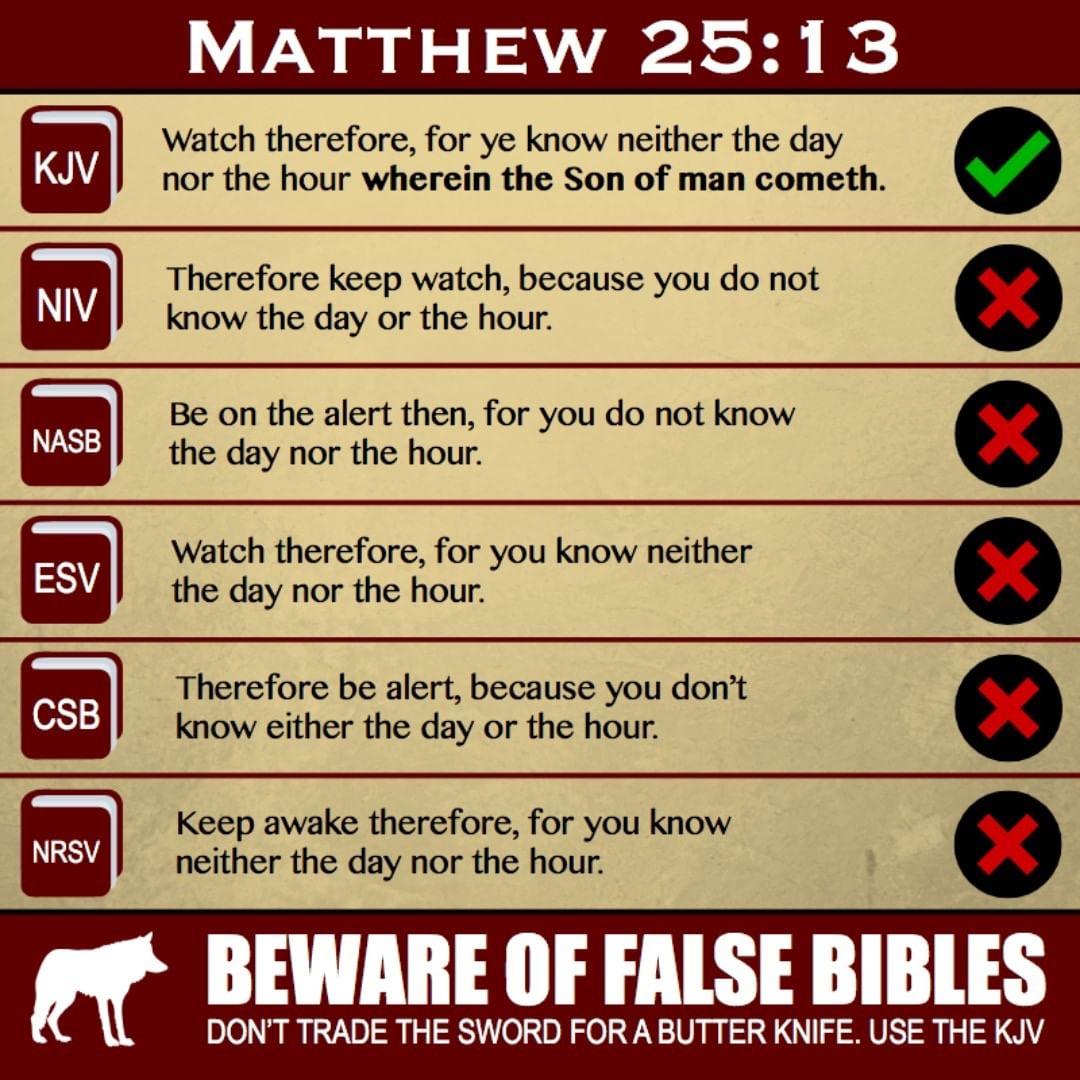 MATTHEW 25:13
KJV
Watch therefore, for ye know neither the day
nor the hour wherein the Son of man cometh.
NIV
Therefore keep watch, because you do not
know the day or the hour.
NASB
Be on the alert then, for you do not know
the day nor the hour.
ESV
Watch therefore, for you know neither
the day nor the hour.
CSB
Therefore be alert, because you don’t
know either the day or the hour.
NRSV
Keep awake therefore, for you know
neither the day nor the hour.
BEWARE OF FALSE BIBLES
DON’T TRADE THE SWORD FOR A BUTTER KNIFE. USE THE KJV